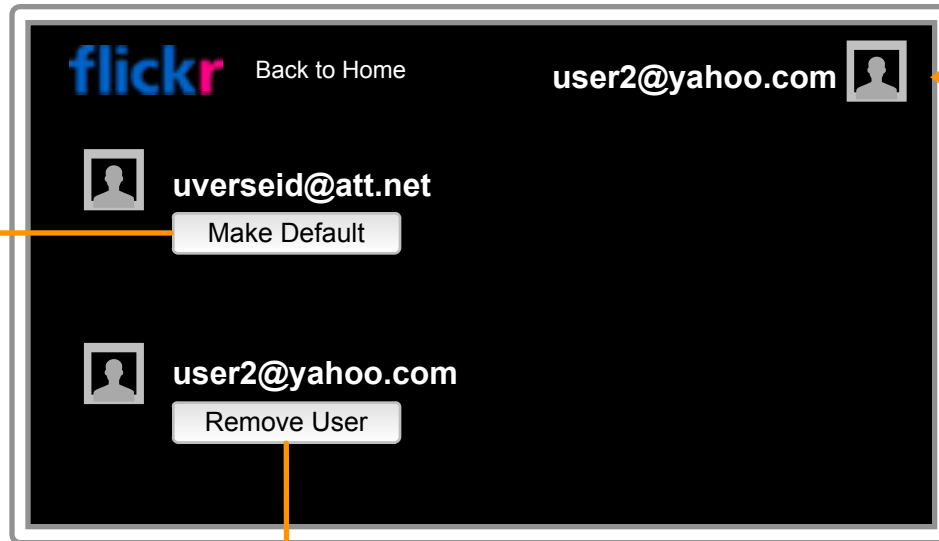 flickr Back to Home user2@yahoo.com
uverseid@att.net
Make Default
user2@yahoo.com
Remove User